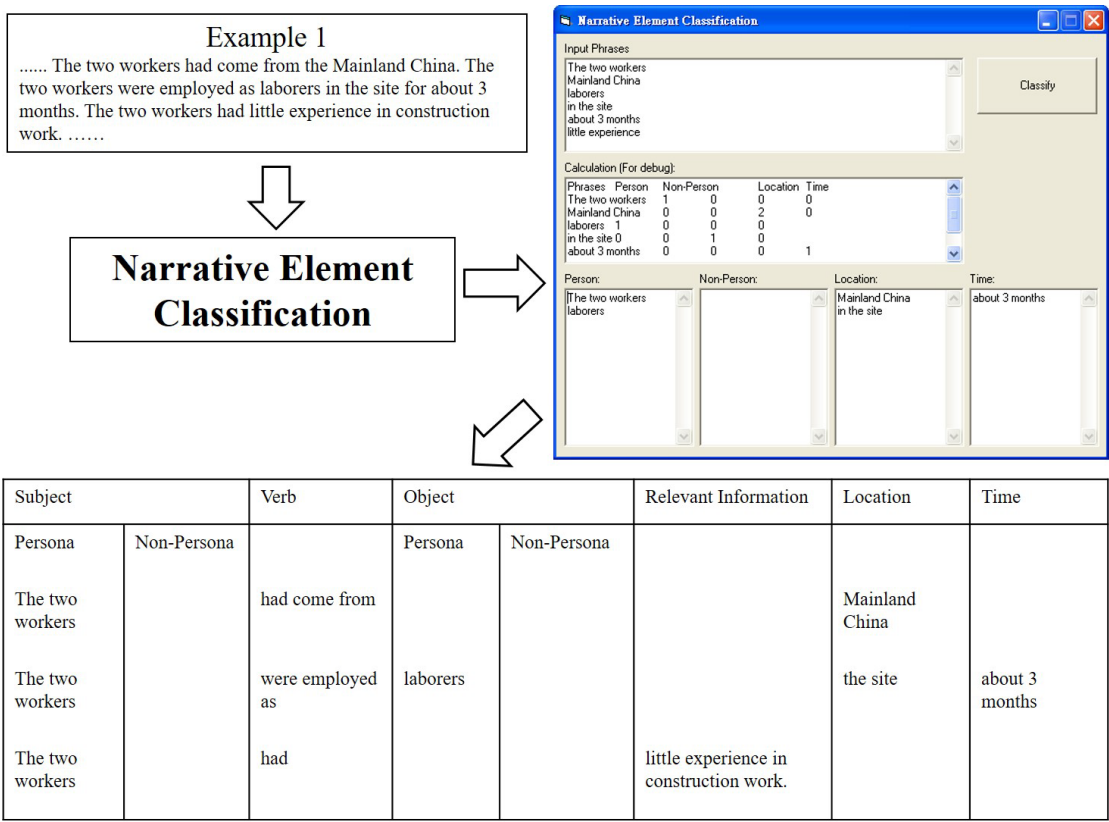 Example 1
...... The two workers had come from the Mainland China. The
two workers were employed as laborers in the site for about 3
months. The two workers had little experience in construction
work. ……
Narrative Element
Classification
Narrative Element Classification
Input Phrases
The two workers
Mainland China
laborers
in the site
about 3 months
little experience
Classify
Calculation (For debug):
Phrases Person Non-Person Location Time
The two workers 1 0 0 0
Mainland China 0 0 2 0
laborers 1 0 0 0
in the site 0 0 1 0
about 3 months 0 0 0 1
Person: Non-Person: Location: Time:
The two workers Mainland China about 3 months
laborers in the site
Subject Verb Object Relevant Information Location Time
Persona Non-Persona Persona Non-Persona
The two had come from Mainland
workers China
The two were employed laborers the site about 3
workers as months
The two had little experience in
workers construction work.